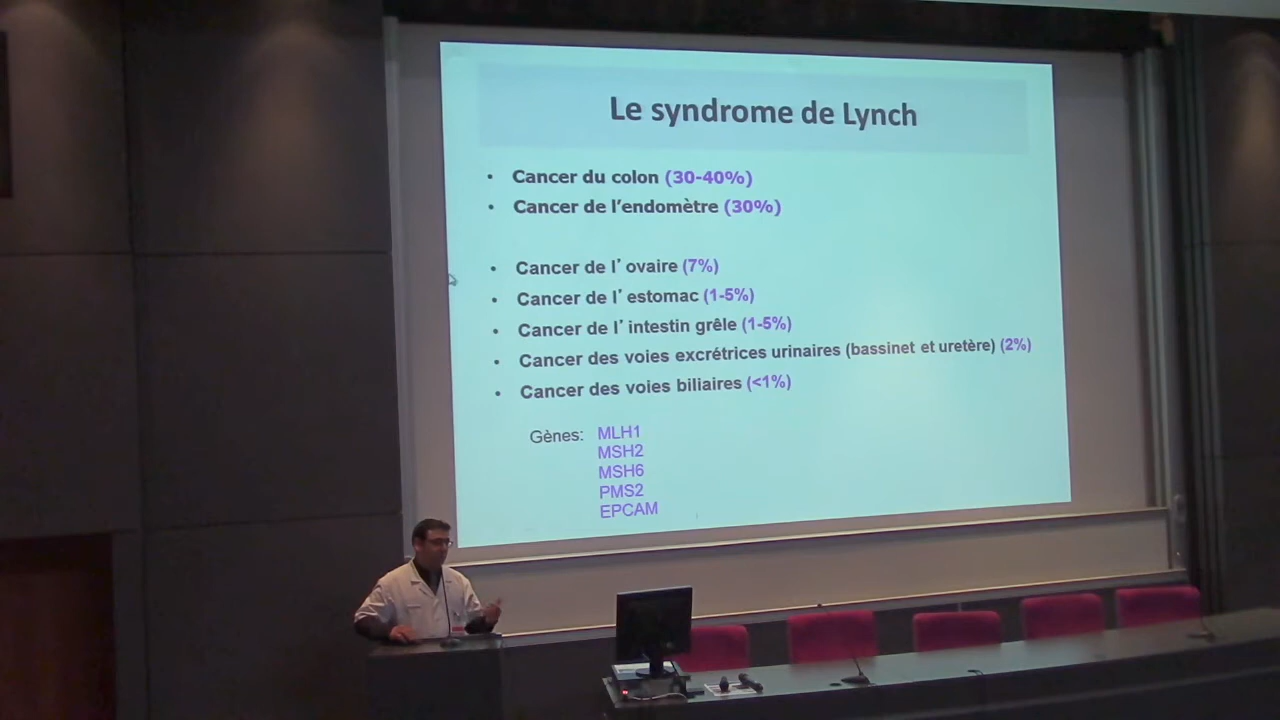 Le syndrome de Lynch
• Cancer du colon (30-40%)
• Cancer de l'endomètre (30%)
• Cancer de l' ovaire (7%)
• Cancer de l' estomac (1-5%)
• Cancer de l' intestin grêle (1-5%)
• Cancer des voies excrétrices urinaires (bassinet et uretère) (2%)
• Cancer des voies biliaires (<1%)
Gènes: MLH1
MSH2
MSH6
PMS2
EPCAM